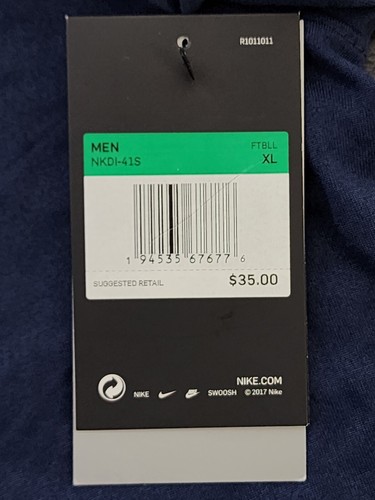 R1011011
MEN FTBLL
NKDI-41S XL
1 94535 67677 6
SUGGESTED RETAIL $35.00
NIKE.COM
NIKE SWOOSH © 2017 Nike